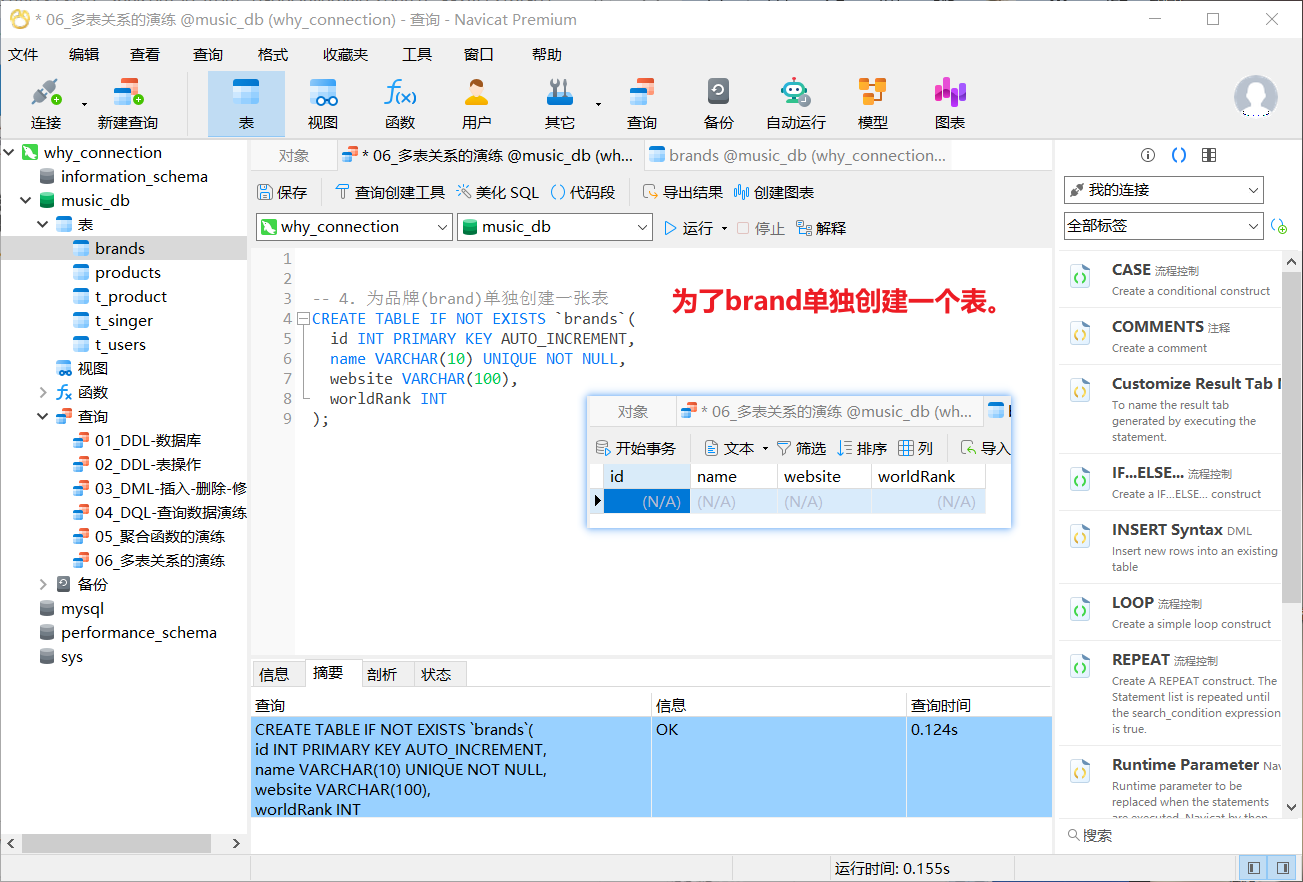 * 06_多表关系的演练 @music_db (why_connection) - 查询 - Navicat Premium
文件 编辑 查看 查询 格式 收藏夹 工具 窗口 帮助
连接 新建查询 表 视图 函数 用户 其它 查询 备份 自动运行 模型 图表
why_connection
information_schema
music_db
表
brands
products
t_product
t_singer
t_users
视图
函数
查询
01_DDL-数据库
02_DDL-表操作
03_DML-插入-删除-修
04_DQL-查询数据演练
05_聚合函数的演练
06_多表关系的演练
备份
mysql
performance_schema
sys
对象 * 06_多表关系的演练 @music_db (wh... brands @music_db (why_connection...
保存 查询创建工具 美化 SQL 代码段 导出结果 创建图表
why_connection music_db 运行 停止 解释
1
2
3 -- 4. 为品牌(brand)单独创建一张表
4 CREATE TABLE IF NOT EXISTS `brands`(
5 id INT PRIMARY KEY AUTO_INCREMENT,
6 name VARCHAR(10) UNIQUE NOT NULL,
7 website VARCHAR(100),
8 worldRank INT
9 );
为了brand单独创建一个表。
对象 * 06_多表关系的演练 @music_db (wh...
开始事务 文本 筛选 排序 列 导入
id name website worldRank
(N/A) (N/A) (N/A) (N/A)
信息 摘要 剖析 状态
查询 信息 查询时间
CREATE TABLE IF NOT EXISTS `brands`( OK 0.124s
id INT PRIMARY KEY AUTO_INCREMENT,
name VARCHAR(10) UNIQUE NOT NULL,
website VARCHAR(100),
worldRank INT
我的连接
全部标签
CASE 流程控制
Create a conditional construct
COMMENTS 注释
Create a comment
Customize Result Tab
To name the result tab
generated by executing the
statement.
IF...ELSE... 流程控制
Create a IF...ELSE... construct
INSERT Syntax DML
Insert new rows into an existing
table
LOOP 流程控制
Create a simple loop construct
REPEAT 流程控制
Create A REPEAT construct. The
Statement list is repeated until
the search_condition expression
is true.
Runtime Parameter Nav
Runtime parameter to be
replaced when the statements
are executed. Navicat by then
搜索
运行时间: 0.155s